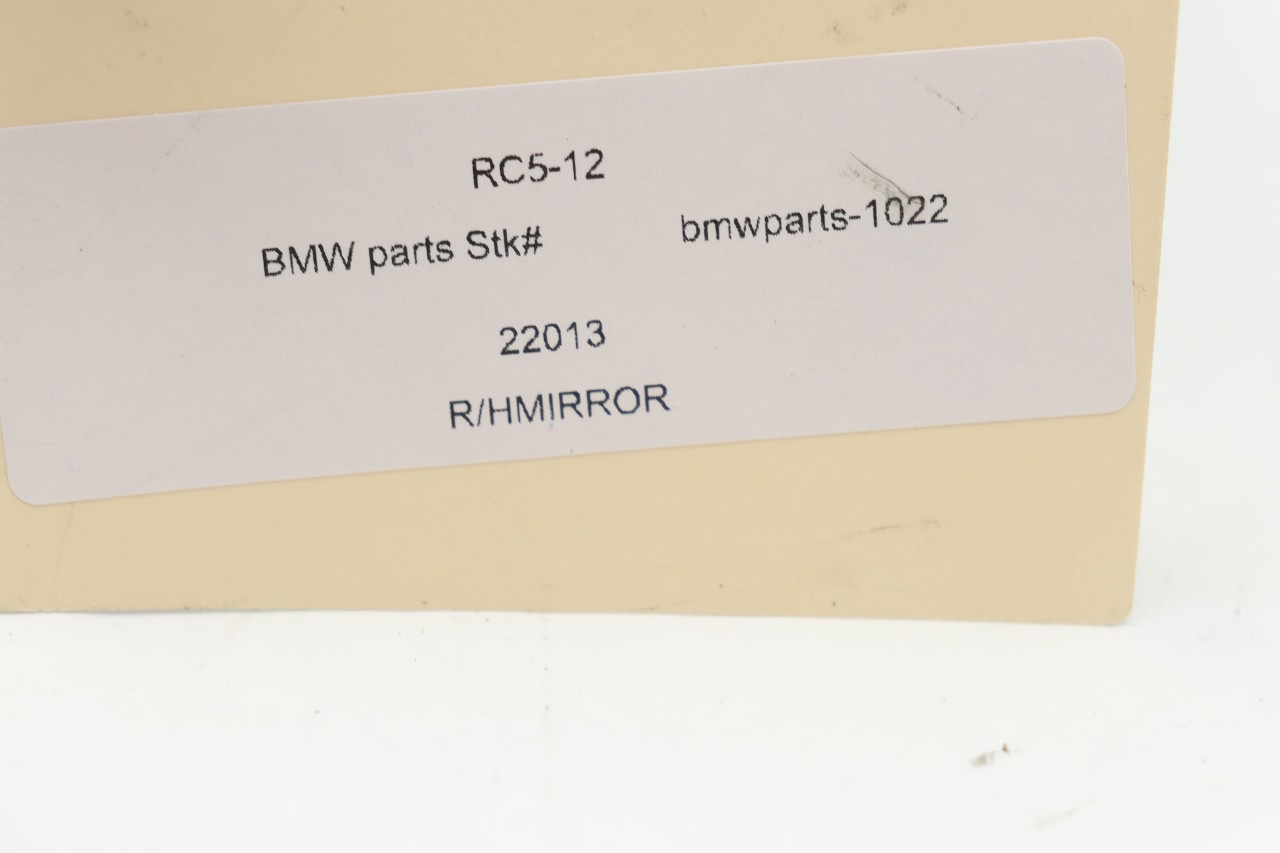 RC5-12
BMW parts Stk# bmwparts-1022
22013
R/HMIRROR